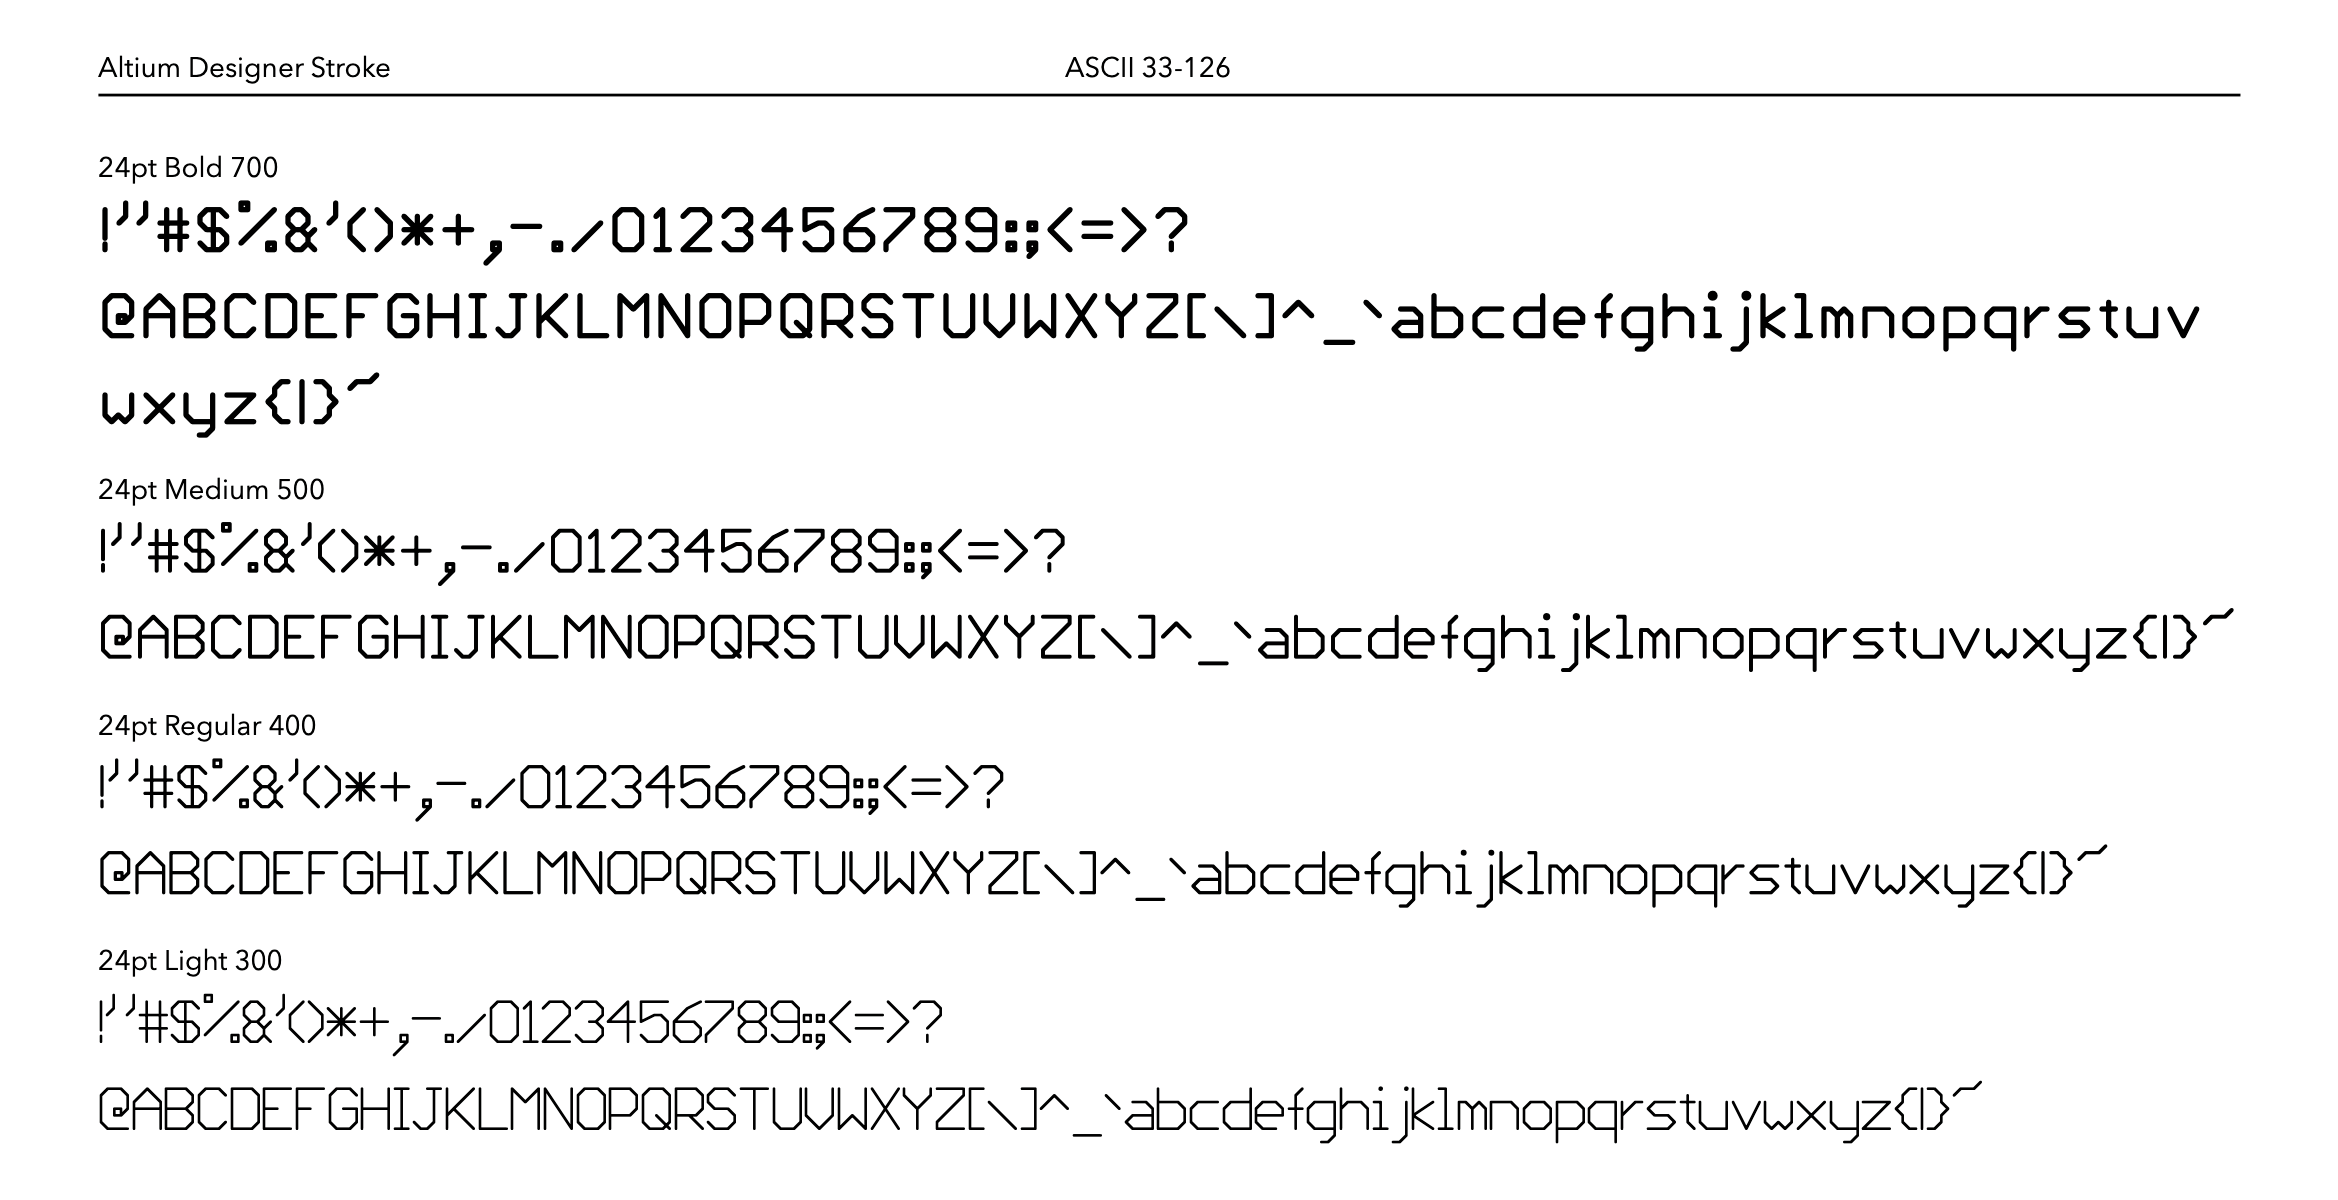 Altium Designer Stroke ASCII 33-126
24pt Bold 700
!"#$%&'()*+,-./0123456789:;<=>?
@ABCDEFGHIJKLMNOPQRSTUVWXYZ[\]^_`abcdefghijklmnopqrstuv
wxyz{|}~
24pt Medium 500
!"#$%&'()*+,-./0123456789:;<=>?
@ABCDEFGHIJKLMNOPQRSTUVWXYZ[\]^_`abcdefghijklmnopqrstuvwxyz{|}~
24pt Regular 400
!"#$%&'()*+,-./0123456789:;<=>?
@ABCDEFGHIJKLMNOPQRSTUVWXYZ[\]^_`abcdefghijklmnopqrstuvwxyz{|}~
24pt Light 300
!"#$%&'()*+,-./0123456789:;<=>?
@ABCDEFGHIJKLMNOPQRSTUVWXYZ[\]^_`abcdefghijklmnopqrstuvwxyz{|}~